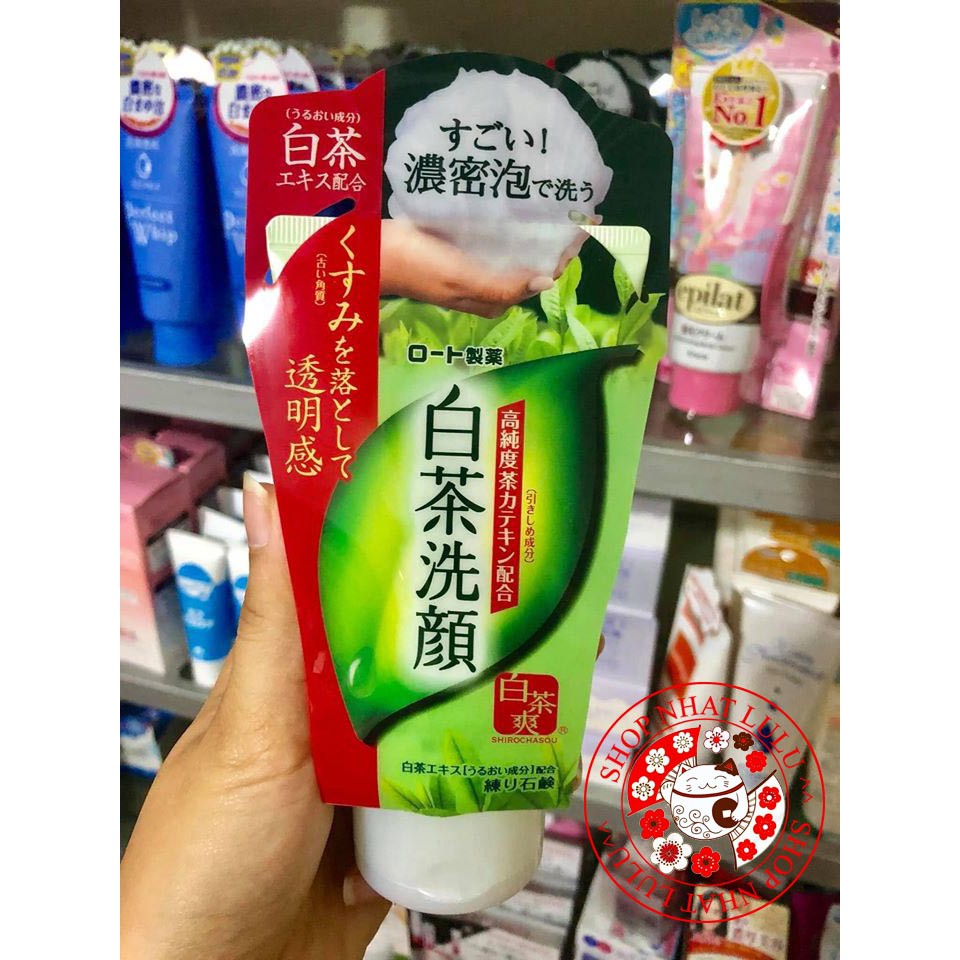 (うるおい成分)
白茶
エキス配合
すごい!
濃密泡で洗う
くすみを落として
(古い角質)
透明感
ロート製薬
白茶洗顔
高純度茶カテキン配合
(引きしめ成分)
白茶爽
SHIROCHASOU®
白茶エキス[うるおい成分]配合
練り石鹸
No.1
epilat
Perfect
Whip
SHOP NHAT LULU
SHOP NHAT LULU